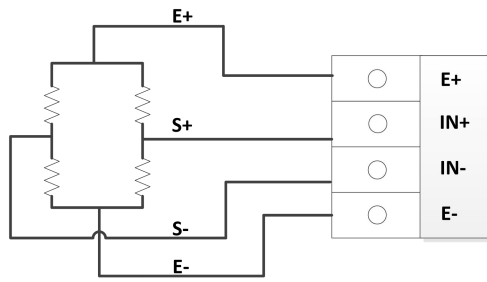 E+
E+
S+
IN+
IN-
S-
E-
E-